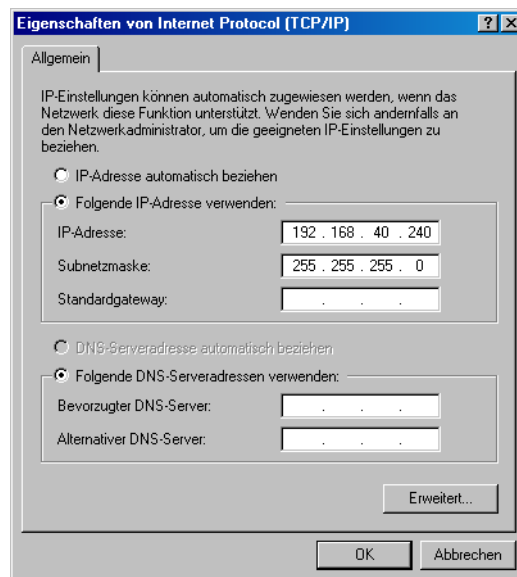 Eigenschaften von Internet Protocol (TCP/IP)
Allgemein
IP-Einstellungen können automatisch zugewiesen werden, wenn das
Netzwerk diese Funktion unterstützt. Wenden Sie sich andernfalls an
den Netzwerkadministrator, um die geeigneten IP-Einstellungen zu
beziehen.
IP-Adresse automatisch beziehen
Folgende IP-Adresse verwenden:
IP-Adresse: 192 . 168 . 40 . 240
Subnetzmaske: 255 . 255 . 255 . 0
Standardgateway: . . .
DNS-Serveradresse automatisch beziehen
Folgende DNS-Serveradressen verwenden:
Bevorzugter DNS-Server: . . .
Alternativer DNS-Server: . . .
Erweitert...
OK Abbrechen